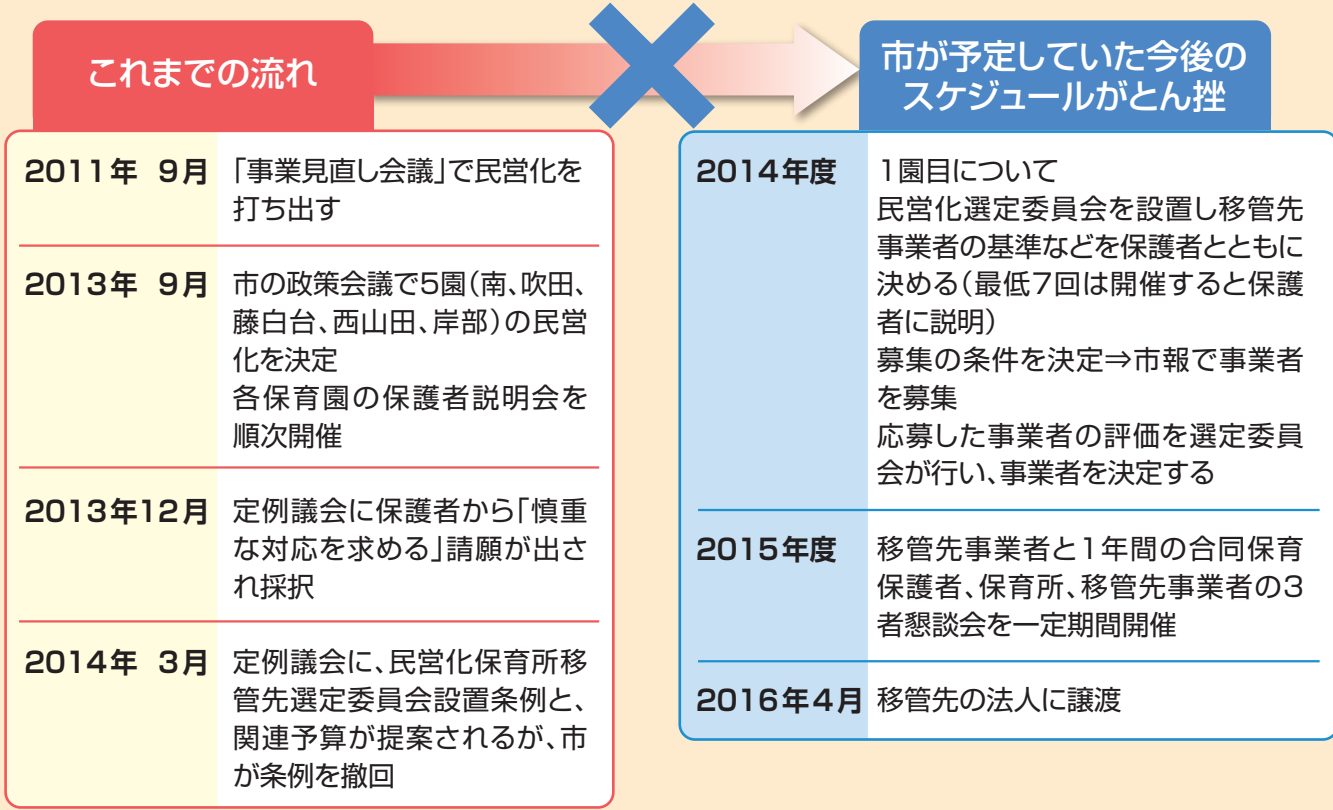 これまでの流れ
2011年 9月 「事業見直し会議」で民営化を
打ち出す
2013年 9月 市の政策会議で5園(南、吹田、
藤白台、西山田、岸部)の民営
化を決定
各保育園の保護者説明会を
順次開催
2013年12月 定例議会に保護者から「慎重
な対応を求める」請願が出さ
れ採択
2014年 3月 定例議会に、民営化保育所移
管先選定委員会設置条例と、
関連予算が提案されるが、市
が条例を撤回
市が予定していた今後の
スケジュールがとん挫
2014年度 1園目について
民営化選定委員会を設置し移管先
事業者の基準などを保護者とともに
決める(最低7回は開催すると保護
者に説明)
募集の条件を決定⇒市報で事業者
を募集
応募した事業者の評価を選定委員
会が行い、事業者を決定する
2015年度 移管先事業者と1年間の合同保育
保護者、保育所、移管先事業者の3
者懇談会を一定期間開催
2016年4月 移管先の法人に譲渡